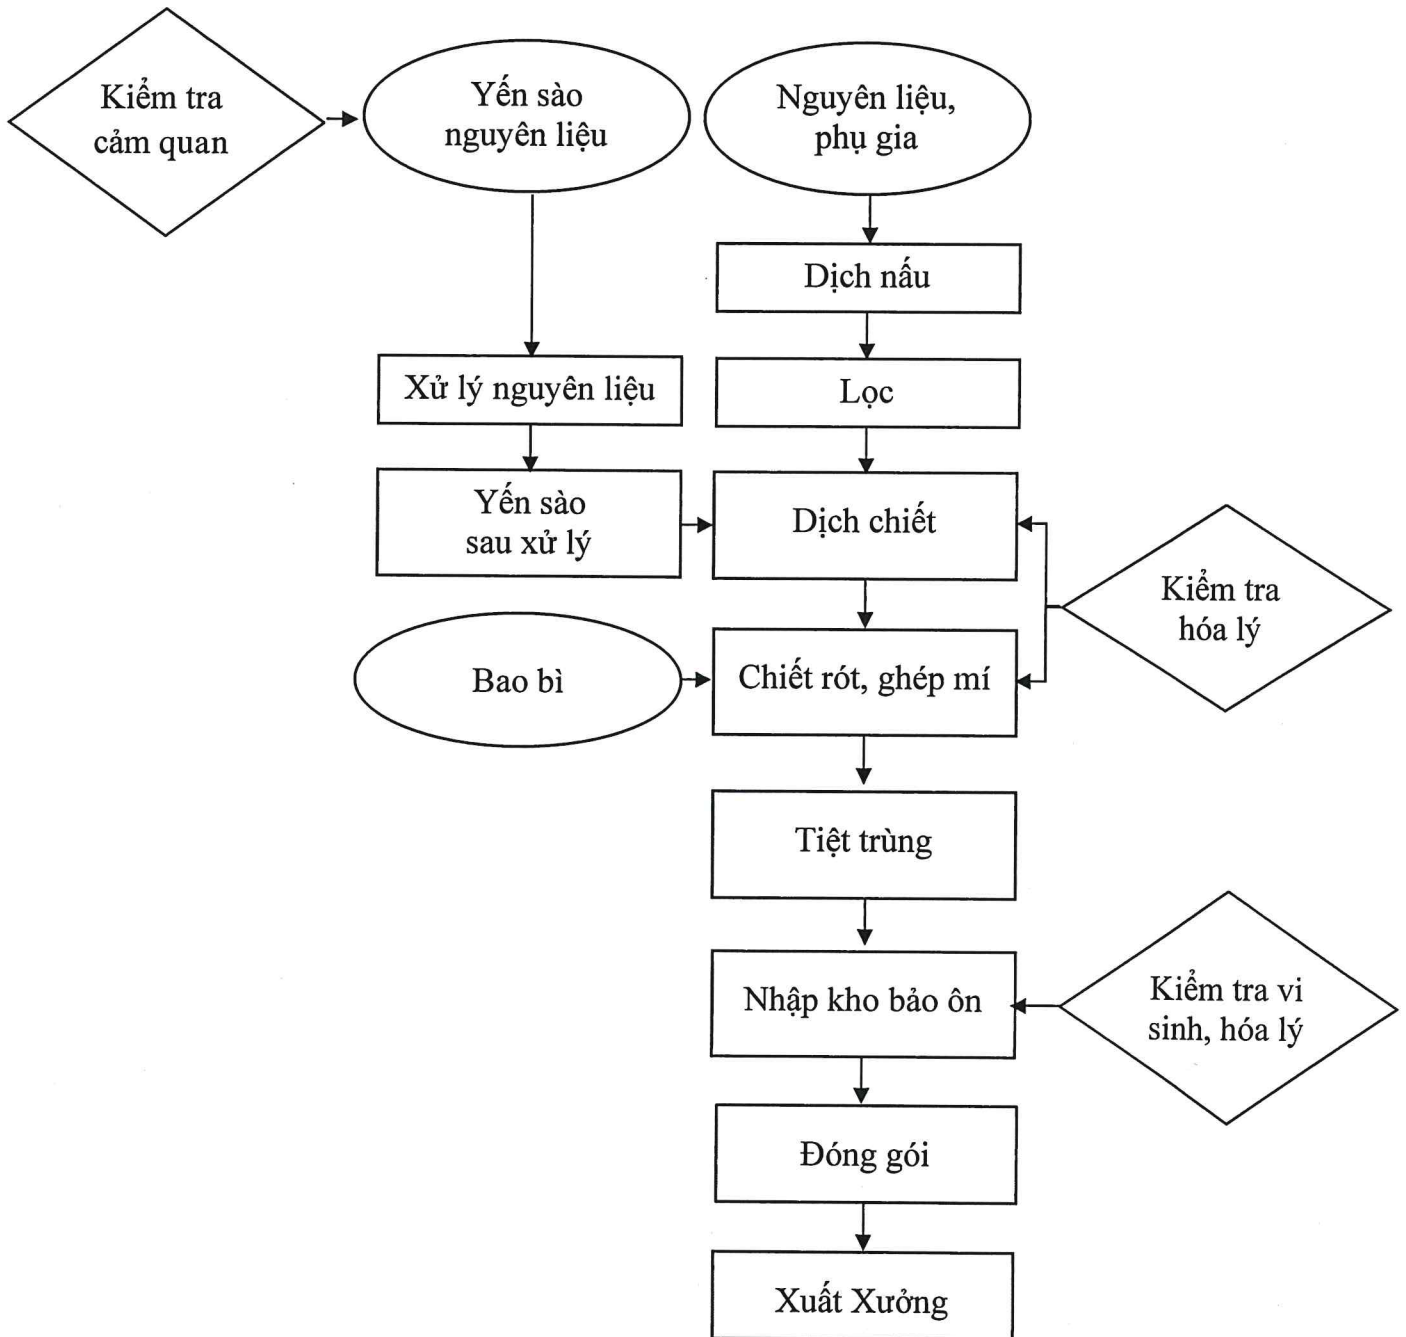 Kiểm tra
cảm quan
Yến sào
nguyên liệu
Nguyên liệu,
phụ gia
Dịch nấu
Xử lý nguyên liệu
Lọc
Yến sào
sau xử lý
Dịch chiết
Kiểm tra
hóa lý
Bao bì
Chiết rót, ghép mí
Tiệt trùng
Nhập kho bảo ôn
Kiểm tra vi
sinh, hóa lý
Đóng gói
Xuất Xưởng